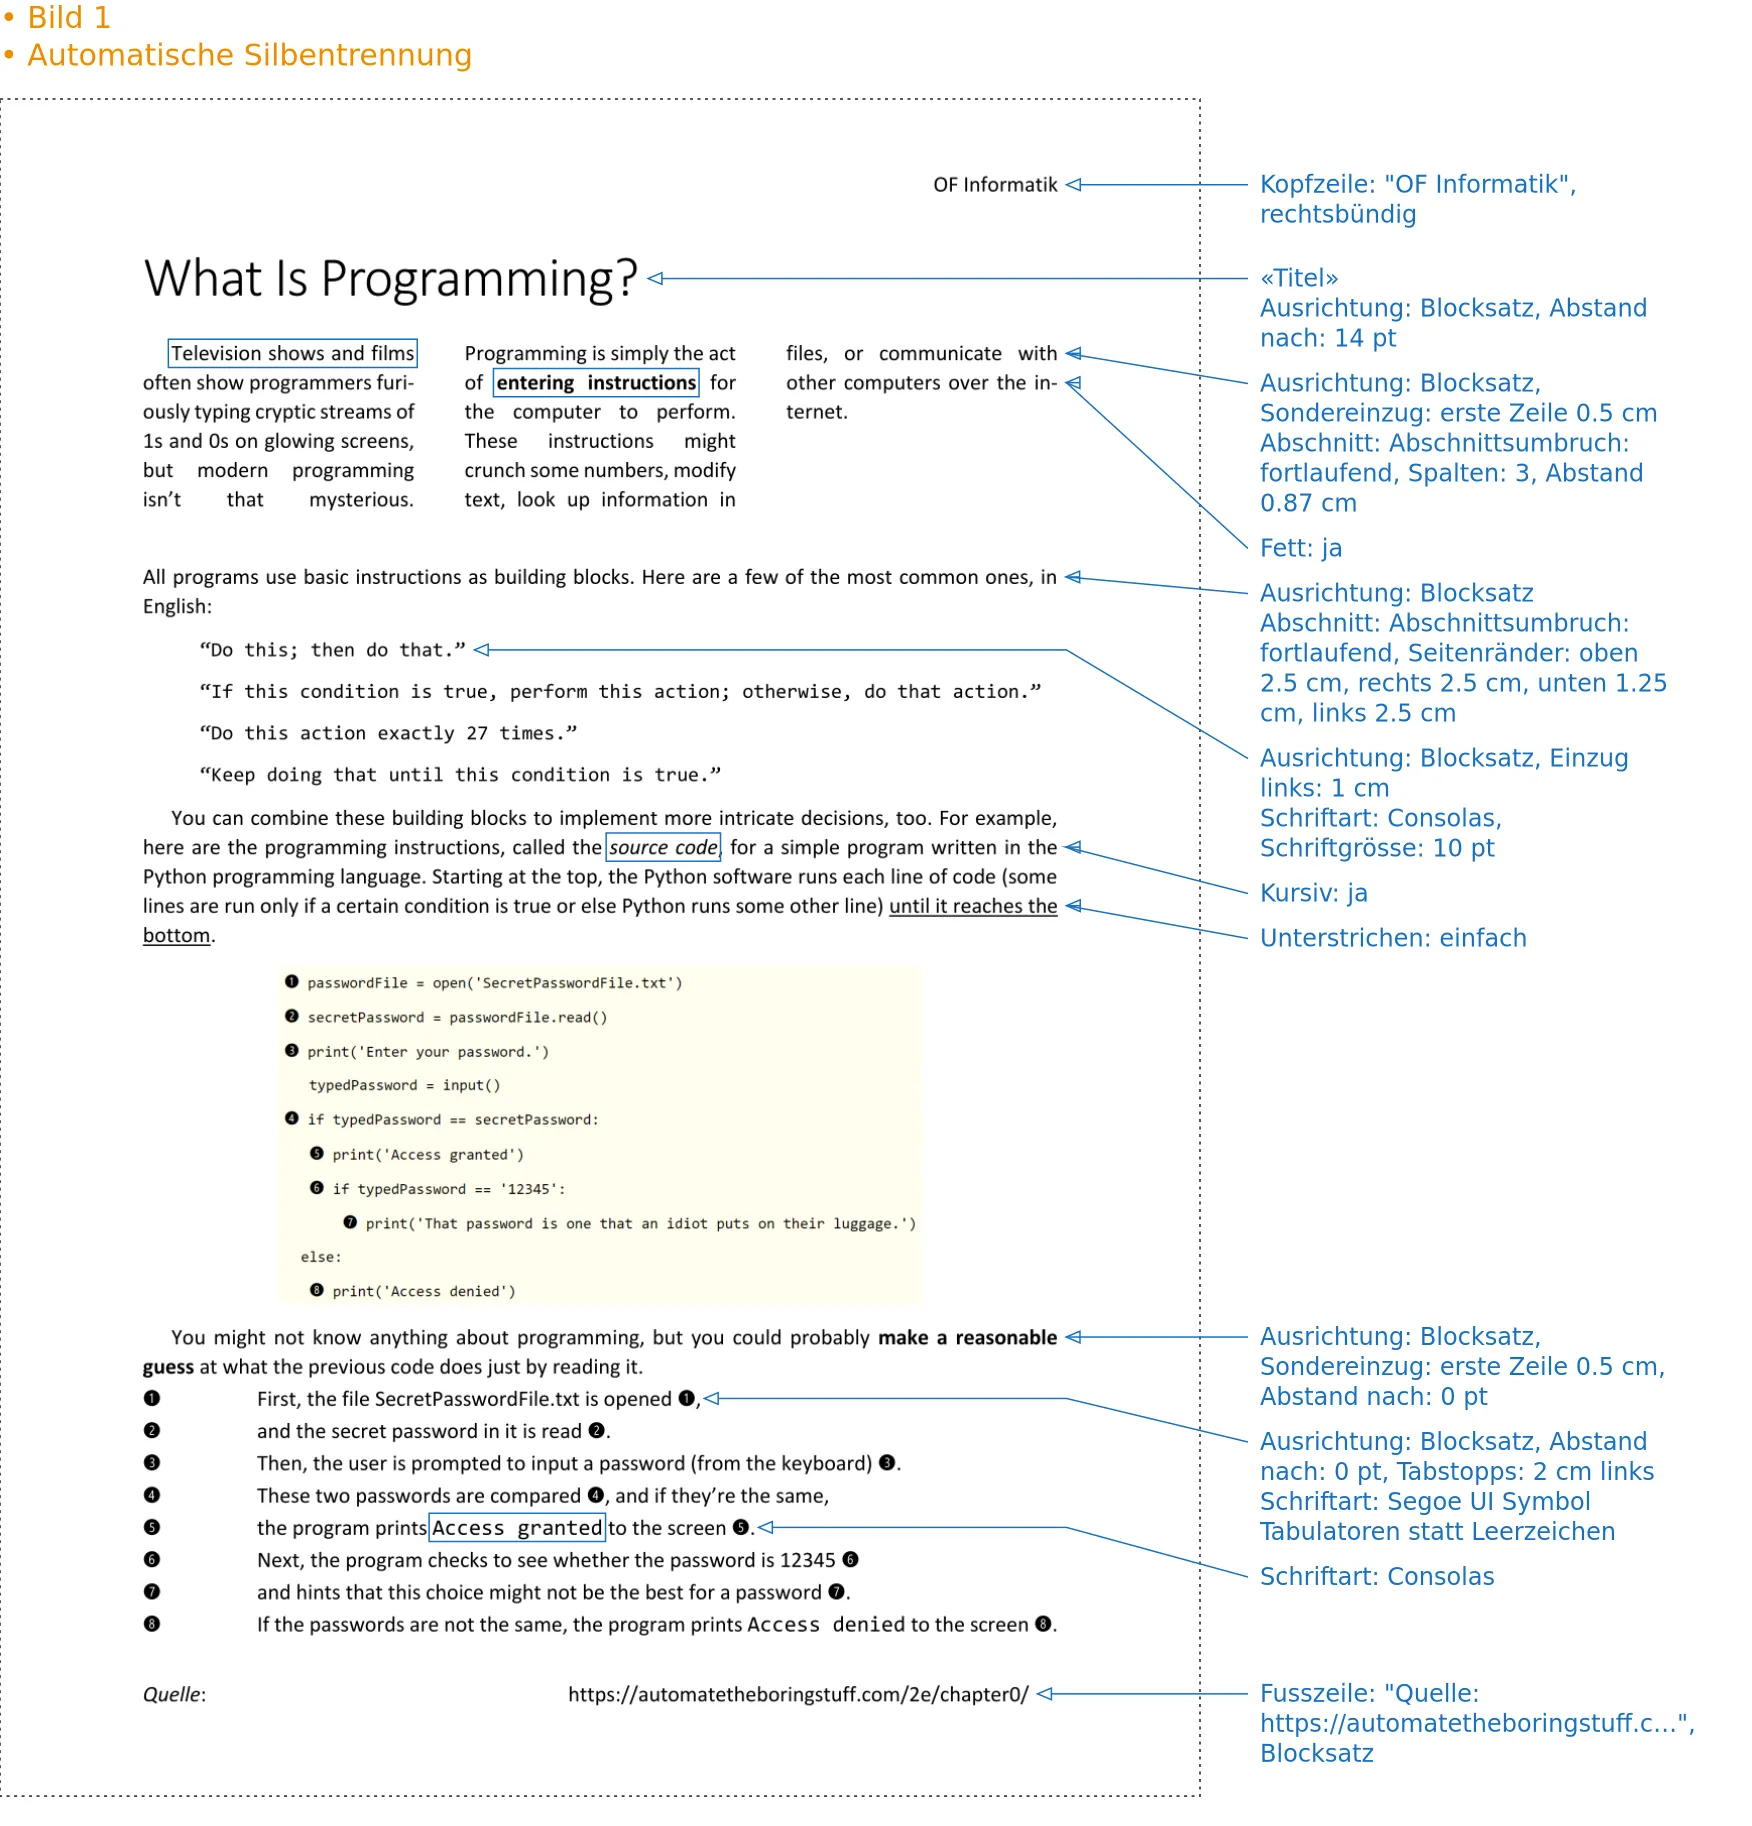 • Bild 1
• Automatische Silbentrennung
OF Informatik
Kopfzeile: "OF Informatik",
rechtsbündig
What Is Programming?
«Titel»
Ausrichtung: Blocksatz, Abstand
nach: 14 pt
Television shows and films
often show programmers furi-
ously typing cryptic streams of
1s and 0s on glowing screens,
but modern programming
isn’t that mysterious.
Programming is simply the act
of entering instructions for
the computer to perform.
These instructions might
crunch some numbers, modify
text, look up information in
files, or communicate with
other computers over the in-
ternet.
Ausrichtung: Blocksatz,
Sondereinzug: erste Zeile 0.5 cm
Abschnitt: Abschnittsumbruch:
fortlaufend, Spalten: 3, Abstand
0.87 cm
Fett: ja
All programs use basic instructions as building blocks. Here are a few of the most common ones, in
English:
Ausrichtung: Blocksatz
Abschnitt: Abschnittsumbruch:
fortlaufend, Seitenränder: oben
2.5 cm, rechts 2.5 cm, unten 1.25
cm, links 2.5 cm
“Do this; then do that.”
“If this condition is true, perform this action; otherwise, do that action.”
“Do this action exactly 27 times.”
“Keep doing that until this condition is true.”
Ausrichtung: Blocksatz, Einzug
links: 1 cm
Schriftart: Consolas,
Schriftgrösse: 10 pt
You can combine these building blocks to implement more intricate decisions, too. For example,
here are the programming instructions, called the source code, for a simple program written in the
Python programming language. Starting at the top, the Python software runs each line of code (some
lines are run only if a certain condition is true or else Python runs some other line) until it reaches the
bottom.
Kursiv: ja
Unterstrichen: einfach
❶ passwordFile = open('SecretPasswordFile.txt')
❷ secretPassword = passwordFile.read()
❸ print('Enter your password.')
typedPassword = input()
❹ if typedPassword == secretPassword:
❺ print('Access granted')
❻ if typedPassword == '12345':
❼ print('That password is one that an idiot puts on their luggage.')
else:
❽ print('Access denied')
You might not know anything about programming, but you could probably make a reasonable
guess at what the previous code does just by reading it.
Ausrichtung: Blocksatz,
Sondereinzug: erste Zeile 0.5 cm,
Abstand nach: 0 pt
❶ First, the file SecretPasswordFile.txt is opened ❶,
❷ and the secret password in it is read ❷.
❸ Then, the user is prompted to input a password (from the keyboard) ❸.
❹ These two passwords are compared ❹, and if they’re the same,
❺ the program prints Access granted to the screen ❺.
❻ Next, the program checks to see whether the password is 12345 ❻
❼ and hints that this choice might not be the best for a password ❼.
❽ If the passwords are not the same, the program prints Access denied to the screen ❽.
Ausrichtung: Blocksatz, Abstand
nach: 0 pt, Tabstopps: 2 cm links
Schriftart: Segoe UI Symbol
Tabulatoren statt Leerzeichen
Schriftart: Consolas
Quelle: https://automatetheboringstuff.com/2e/chapter0/
Fusszeile: "Quelle:
https://automatetheboringstuff.c…",
Blocksatz